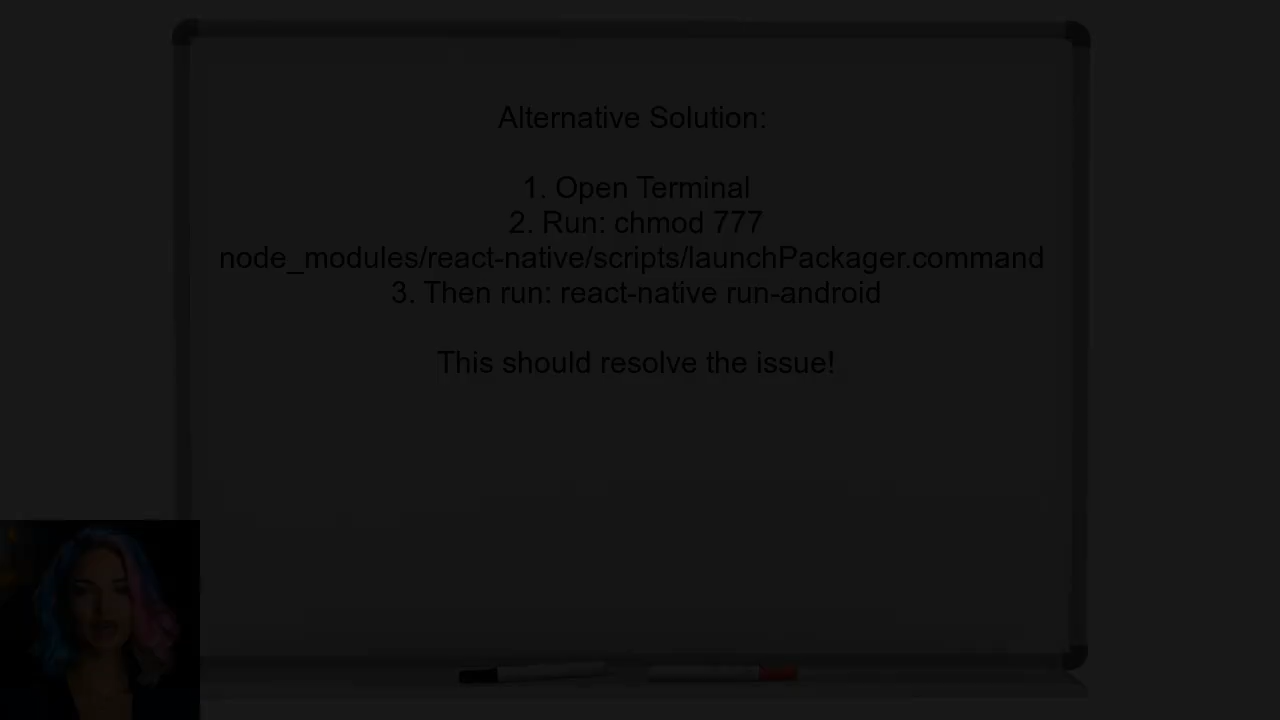 Alternative Solution:
1. Open Terminal
2. Run: chmod 777
node_modules/react-native/scripts/launchPackager.command
3. Then run: react-native run-android
This should resolve the issue!